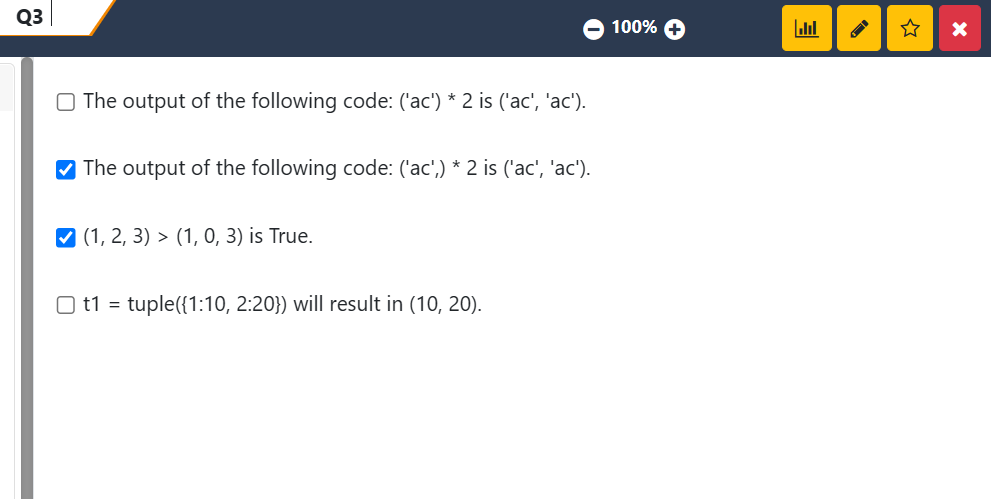 Q3
100%
The output of the following code: ('ac') * 2 is ('ac', 'ac').
The output of the following code: ('ac',) * 2 is ('ac', 'ac').
(1, 2, 3) > (1, 0, 3) is True.
t1 = tuple({1:10, 2:20}) will result in (10, 20).